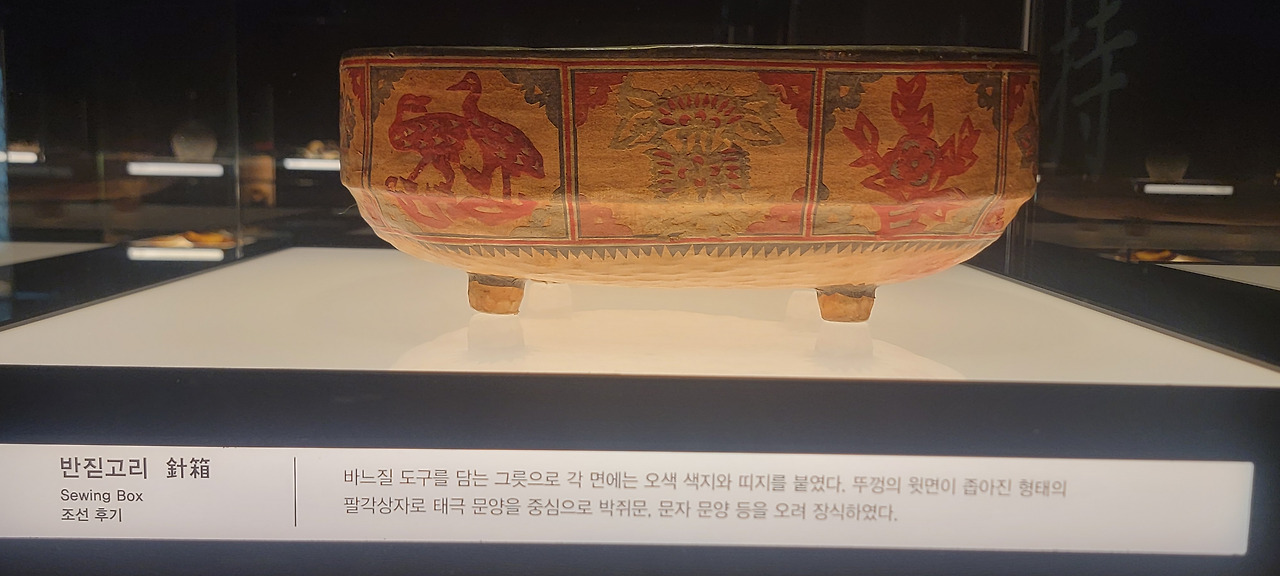 반짇고리 針箱
Sewing Box
조선 후기
바느질 도구를 담는 그릇으로 각 면에는 오색 색지와 띠지를 붙였다. 뚜껑의 윗면이 좁아진 형태의
팔각상자로 태극 문양을 중심으로 박쥐문, 문자 문양 등을 오려 장식하였다.